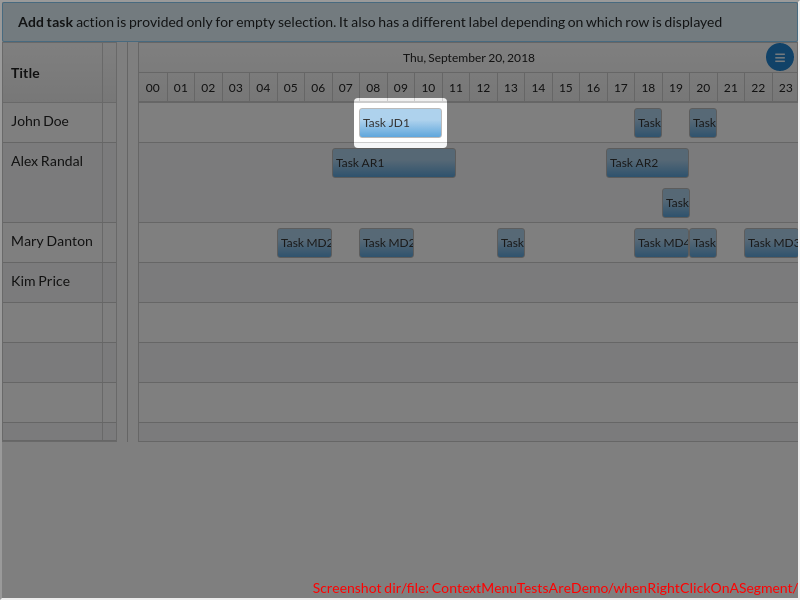 Add task action is provided only for empty selection. It also has a different label depending on which row is displayed
Title
Thu, September 20, 2018
00 01 02 03 04 05 06 07 08 09 10 11 12 13 14 15 16 17 18 19 20 21 22 23
John Doe
Task JD1
Task
Task
Alex Randal
Task AR1
Task AR2
Task
Mary Danton
Task MD2
Task MD2
Task
Task MD4
Task
Task MD3
Kim Price
Screenshot dir/file: ContextMenuTestsAreDemo/whenRightClickOnASegment/